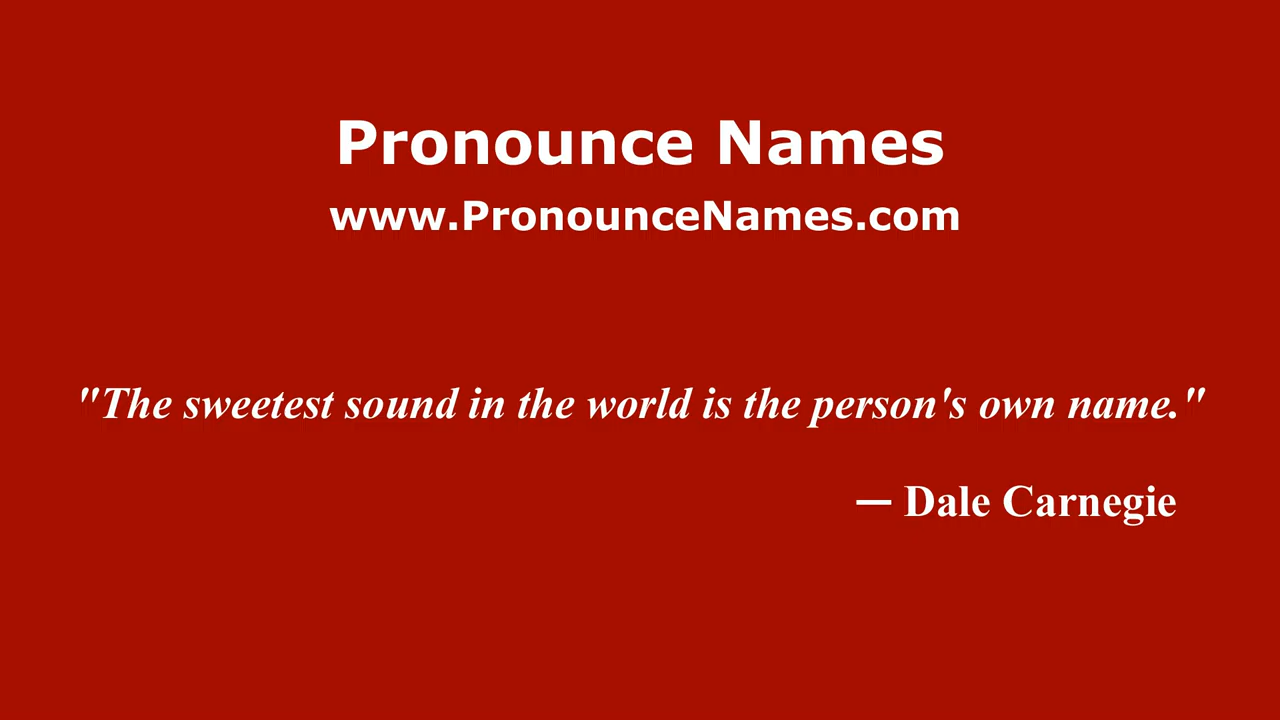 Pronounce Names
www.PronounceNames.com
"The sweetest sound in the world is the person's own name."
— Dale Carnegie